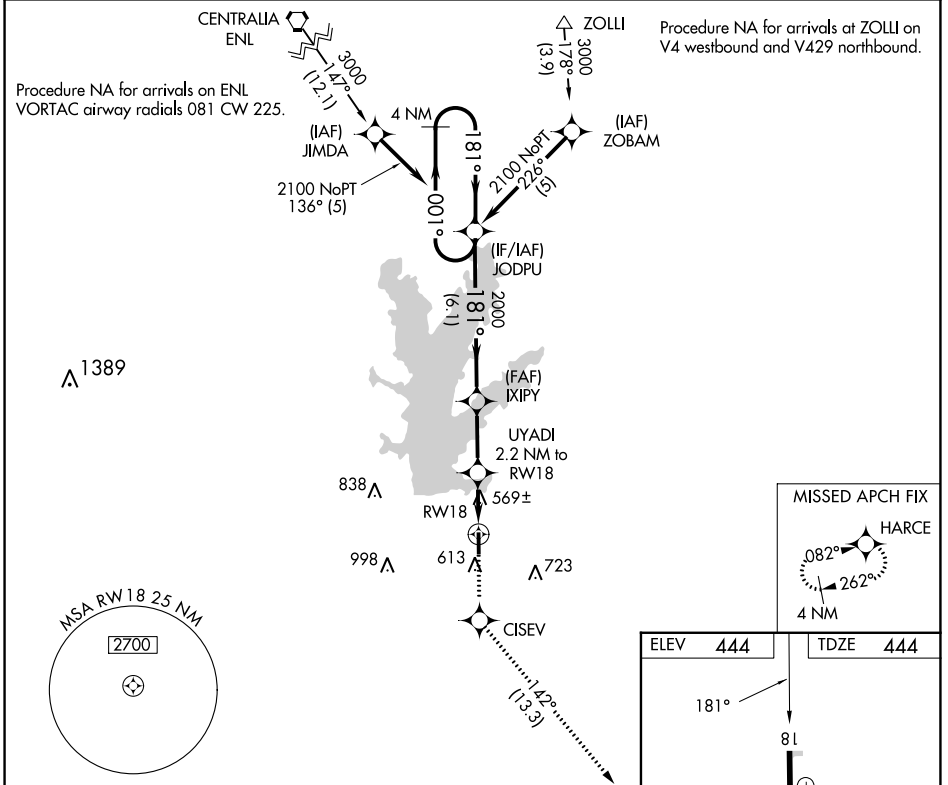 CENTRALIA
ENL
ZOLLI
Procedure NA for arrivals at ZOLLI on
V4 westbound and V429 northbound.
3000
147°
(12.1)
3000
178°
(3.9)
Procedure NA for arrivals on ENL
VORTAC airway radials 081 CW 225.
4 NM
(IAF)
JIMDA
(IAF)
ZOBAM
181°
001°
2100 NoPT
136° (5)
2100 NoPT
226°
(5)
(IF/IAF)
JODPU
2000
181°
(6.1)
1389
(FAF)
IXIPY
UYADI
2.2 NM to
RW18
838
569±
RW18
998
613
723
MISSED APCH FIX
HARCE
082°
262°
4 NM
MSA RW18 25 NM
2700
CISEV
142°
(13.3)
ELEV 444
TDZE 444
181°
18